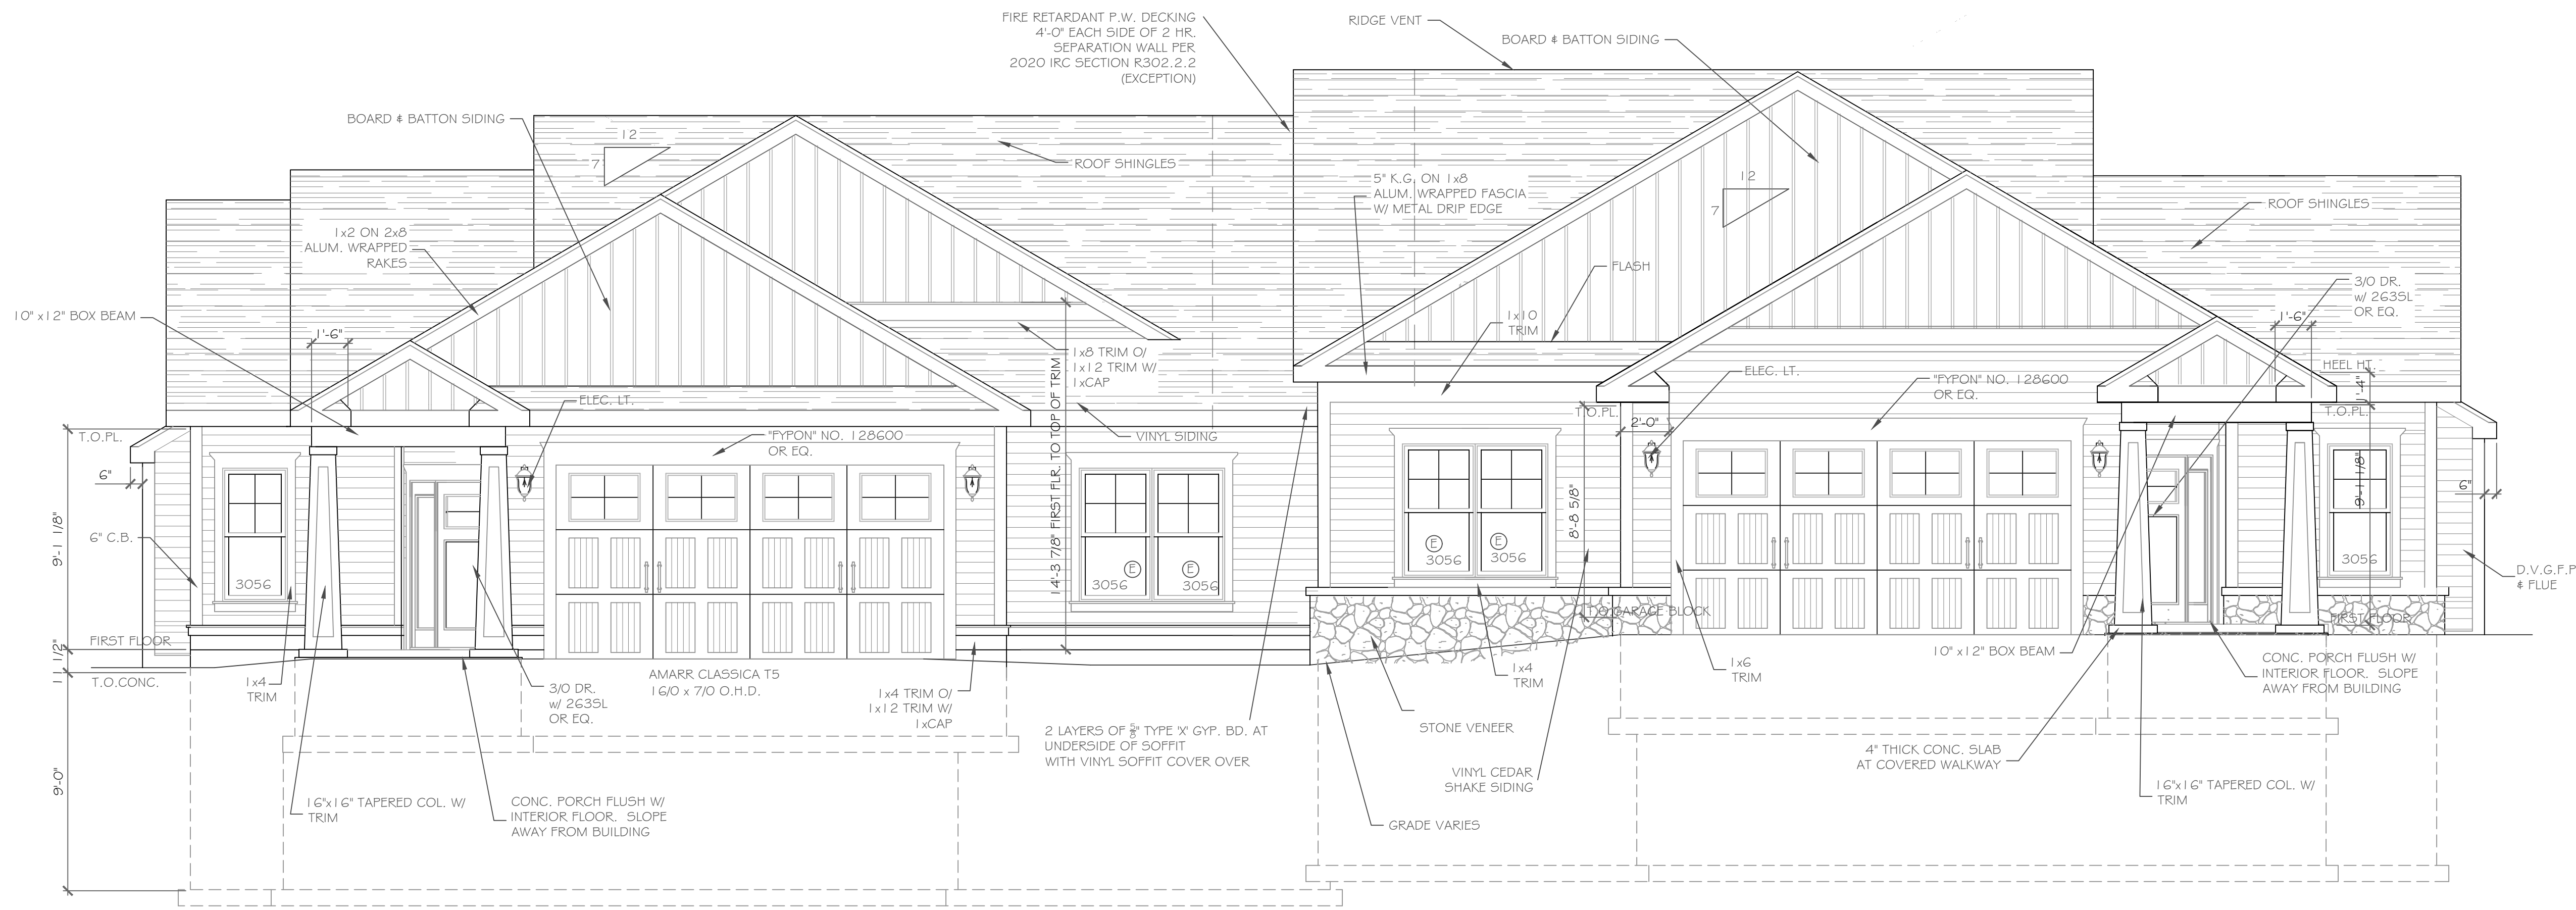 FIRE RETARDANT P.W. DECKING
4'-0" EACH SIDE OF 2 HR.
SEPARATION WALL PER
2020 IRC SECTION R302.2.2
(EXCEPTION)
RIDGE VENT
BOARD & BATTON SIDING
BOARD & BATTON SIDING
12
7
ROOF SHINGLES
5" K.G. ON 1x8
ALUM. WRAPPED FASCIA
W/ METAL DRIP EDGE
12
7
ROOF SHINGLES
1x2 ON 2x8
ALUM. WRAPPED
RAKES
FLASH
3/0 DR.
w/ 263SL
OR EQ.
10" x12" BOX BEAM
1'-6"
1x10
TRIM
1'-6"
1x8 TRIM O/
1x12 TRIM W/
1xCAP
14'-3 7/8" FIRST FLR. TO TOP OF TRIM
ELEC. LT.
ELEC. LT.
"FYPON" NO. 128600
OR EQ.
HEEL HT.
1'-4"
T.O.PL.
T.O.PL.
T.O.PL.
2'-0"
"FYPON" NO. 128600
OR EQ.
VINYL SIDING
6"
6"
9'-1 1/8"
8'-8 5/8"
9'-1 1/8"
6" C.B.
3056
3056
E
E
3056
E
3056
E
3056
3056
D.V.G.F.P.
& FLUE
T.O.GARAGE BLOCK
FIRST FLOOR
FIRST FLOOR
11 1/2"
T.O.CONC.
1x4
TRIM
3/0 DR.
w/ 263SL
OR EQ.
AMARR CLASSICA T5
16/0 x 7/0 O.H.D.
1x4 TRIM O/
1x12 TRIM W/
1xCAP
1x4
TRIM
1x6
TRIM
10" x12" BOX BEAM
CONC. PORCH FLUSH W/
INTERIOR FLOOR. SLOPE
AWAY FROM BUILDING
2 LAYERS OF 5/8" TYPE 'X' GYP. BD. AT
UNDERSIDE OF SOFFIT
WITH VINYL SOFFIT COVER OVER
STONE VENEER
9'-0"
4" THICK CONC. SLAB
AT COVERED WALKWAY
VINYL CEDAR
SHAKE SIDING
16"x16" TAPERED COL. W/
TRIM
16"x16" TAPERED COL. W/
TRIM
CONC. PORCH FLUSH W/
INTERIOR FLOOR. SLOPE
AWAY FROM BUILDING
GRADE VARIES